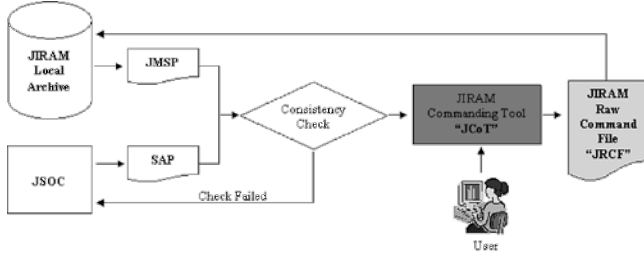 JIRAM
Local
Archive
JMSP
Consistency
Check
JIRAM
Commanding Tool
"JCoT"
JIRAM
Raw
Command
File
"JRCF"
JSOC
SAP
Check Failed
User